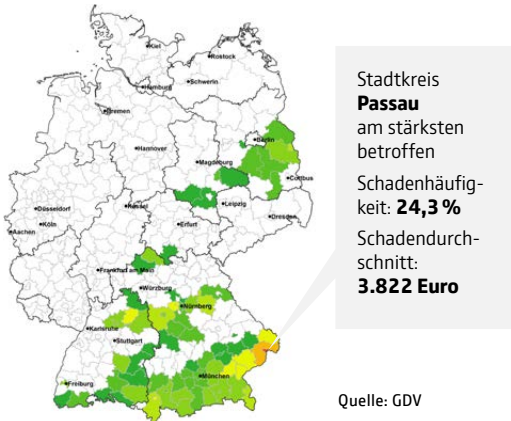 Kiel
Rostock
Hamburg
Schwerin
Bremen
Berlin
Hannover
Magdeburg
Cottbus
Düsseldorf
Kassel
Leipzig
Köln
Dresden
Aachen
Erfurt
Frankfurt am Main
Würzburg
Nürnberg
Karlsruhe
Stuttgart
München
Freiburg
Stadtkreis
Passau
am stärksten
betroffen
Schadenhäufig-
keit: 24,3 %
Schadendurch-
schnitt:
3.822 Euro
Quelle: GDV